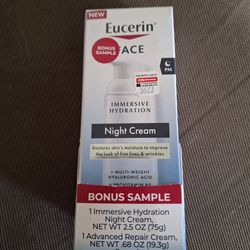 NEW
Eucerin
BONUS
SAMPLE
FACE
PM
IMMERSIVE
HYDRATION
Night Cream
Restores skin's moisture to improve
the look of fine lines & wrinkles
+ MULTI-WEIGHT
HYALURONIC ACID
+ PROVITAMIN B5
BONUS SAMPLE
1 Immersive Hydration
Night Cream,
NET WT 2.5 OZ (75g)
1 Advanced Repair Cream,
NET WT .68 OZ (19.3g)